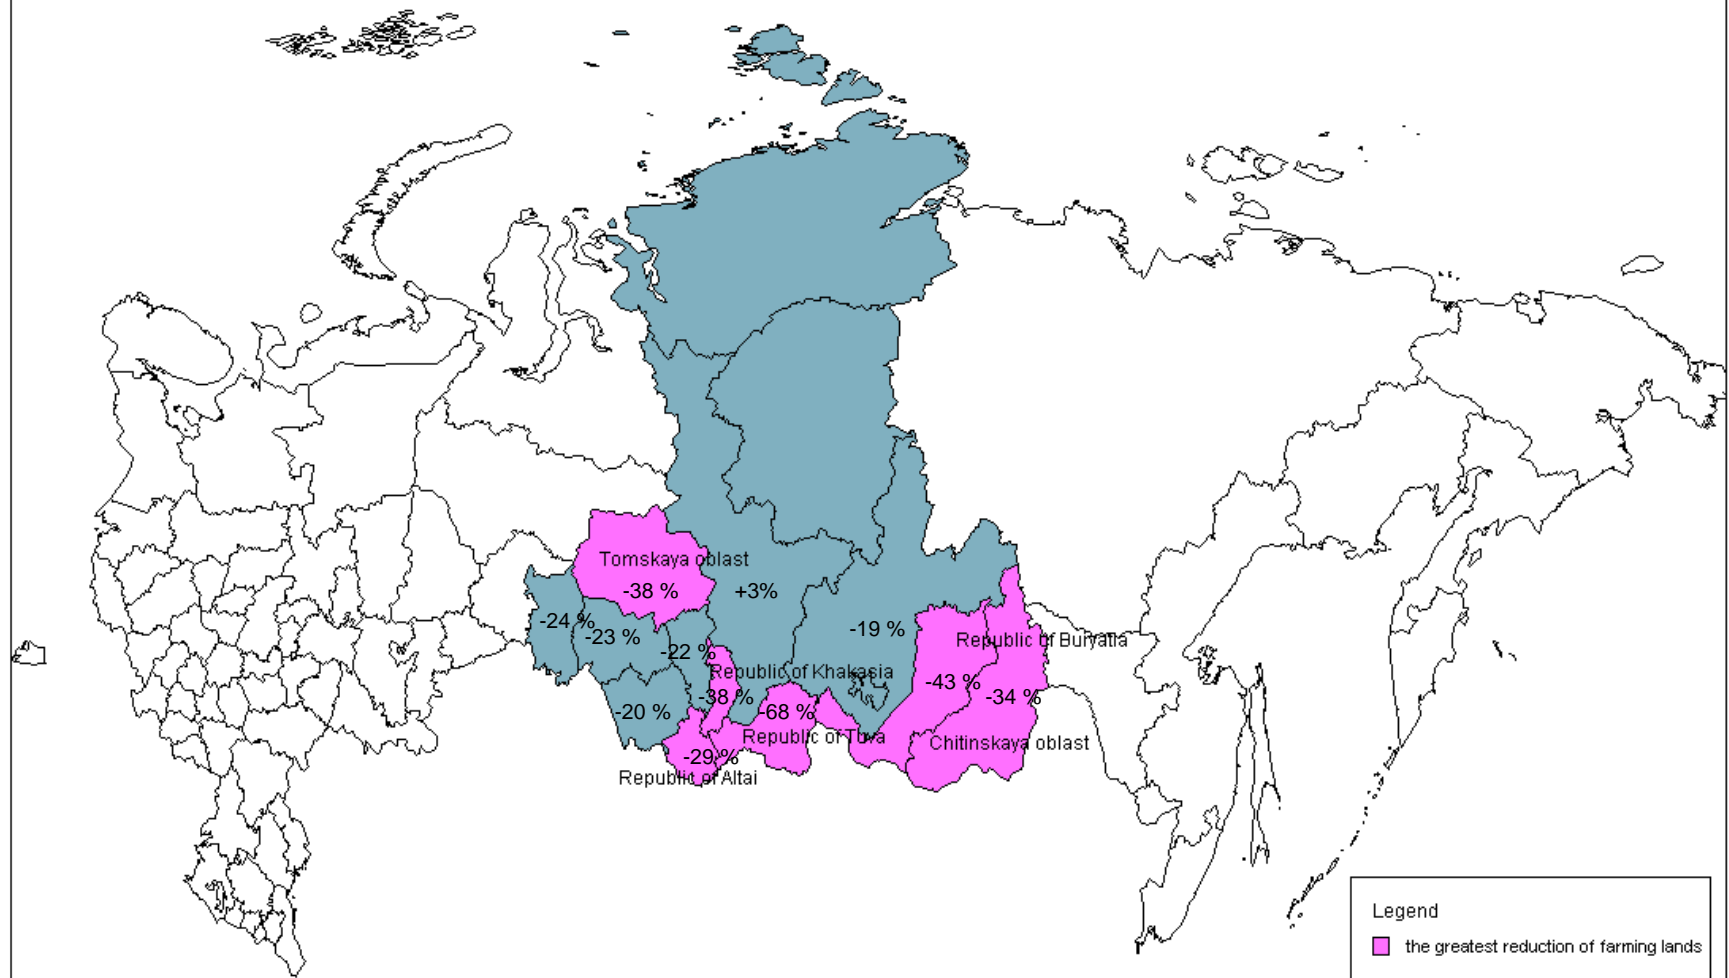 Tomskaya oblast
-38 %
+3%
-24 %
-23 %
-19 %
-22 %
Republic of Buryatia
Republic of Khakasia
-43 %
-38 %
-34 %
-20 %
-68 %
Republic of Tuva
Chitinskaya oblast
-29 %
Republic of Altai
Legend
the greatest reduction of farming lands